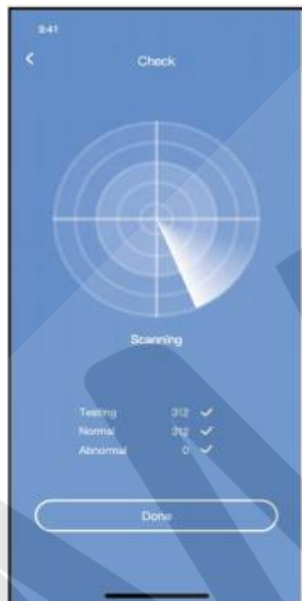 9:41
Check
Scanning
Testing 312
Normal 312
Abnormal 0
Done